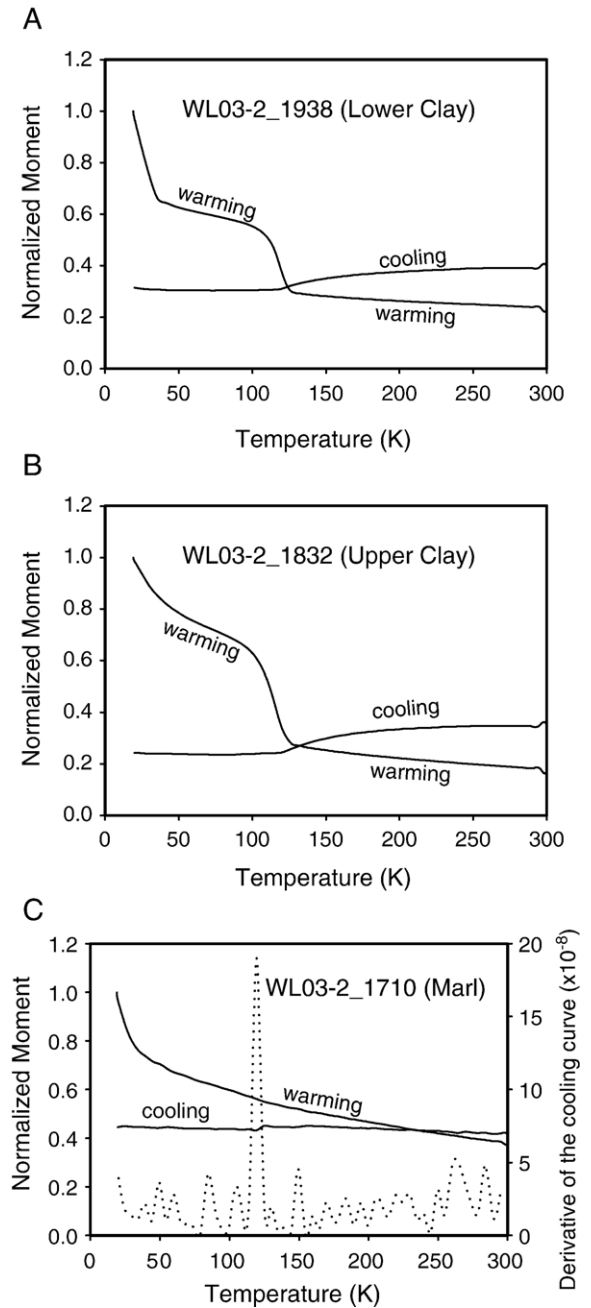 A
1.2
1.0
0.8
0.6
0.4
0.2
0.0
Normalized Moment
WL03-2_1938 (Lower Clay)
warming
cooling
warming
0 50 100 150 200 250 300
Temperature (K)
B
1.2
1.0
0.8
0.6
0.4
0.2
0.0
Normalized Moment
WL03-2_1832 (Upper Clay)
warming
cooling
warming
0 50 100 150 200 250 300
Temperature (K)
C
1.2
1.0
0.8
0.6
0.4
0.2
0.0
Normalized Moment
WL03-2_1710 (Marl)
warming
cooling
20
15
10
5
0
Derivative of the cooling curve (x10-8)
0 50 100 150 200 250 300
Temperature (K)